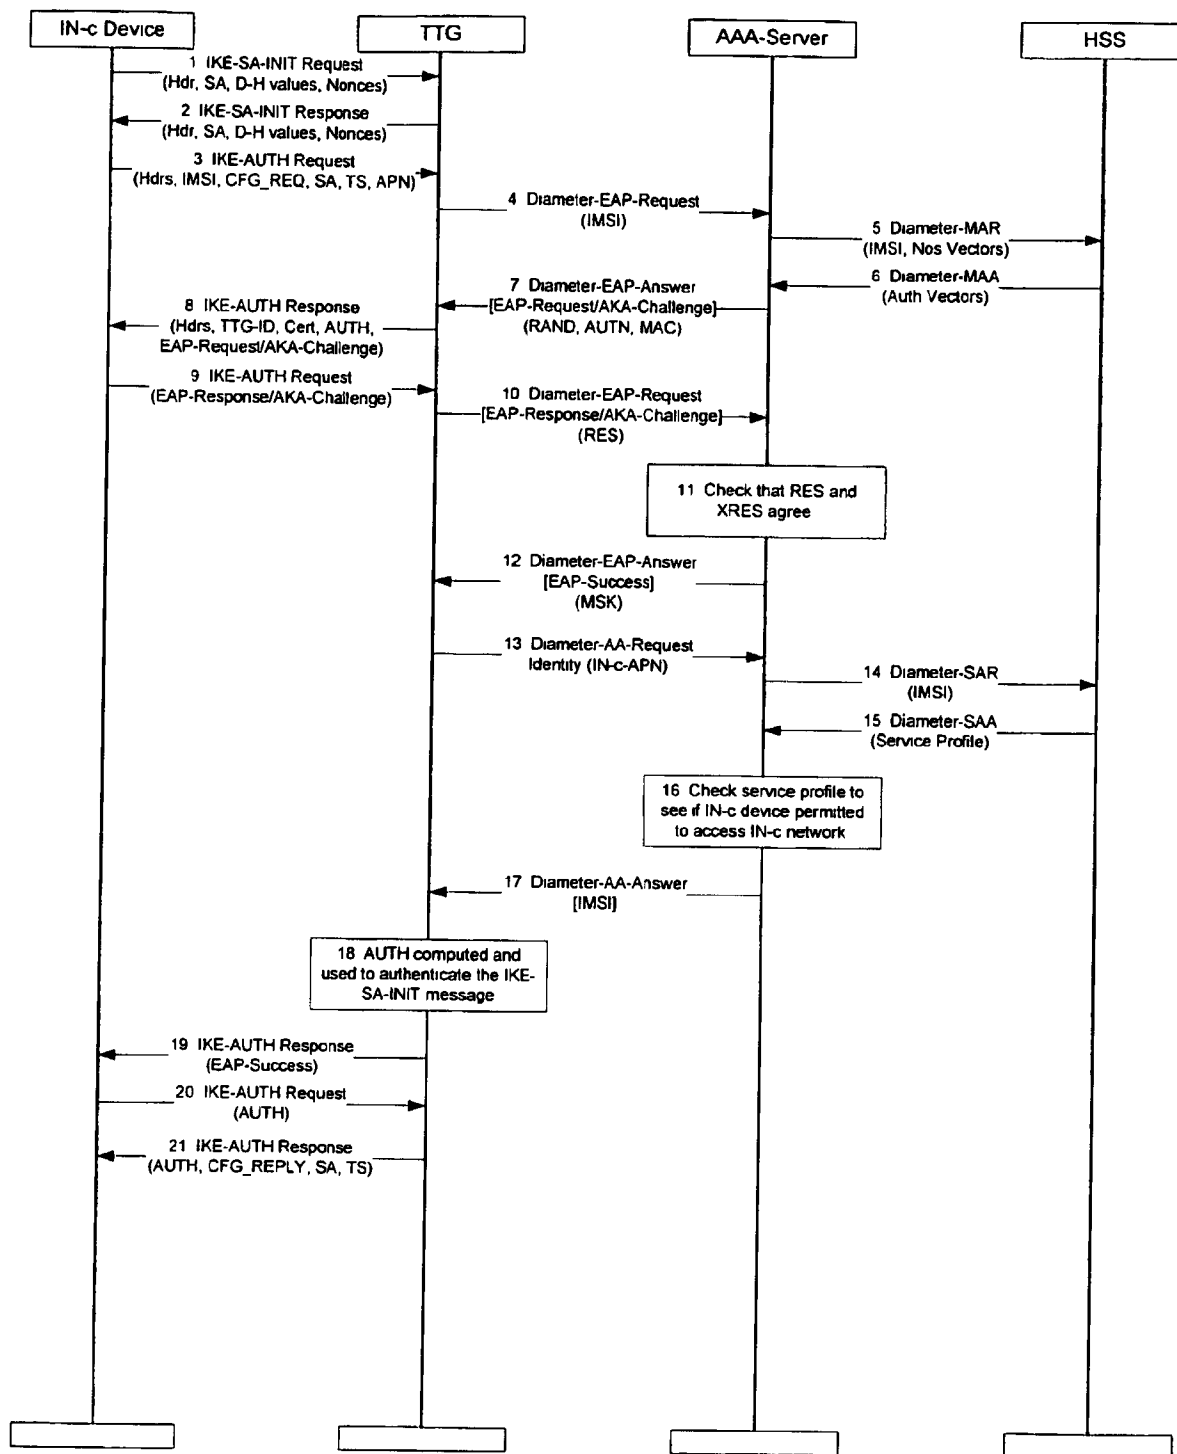 IN-c Device
TTG
AAA-Server
HSS
1 IKE-SA-INIT Request
(Hdr, SA, D-H values, Nonces)
2 IKE-SA-INIT Response
(Hdr, SA, D-H values, Nonces)
3 IKE-AUTH Request
(Hdrs, IMSI, CFG_REQ, SA, TS, APN)
4 Diameter-EAP-Request
(IMSI)
5 Diameter-MAR
(IMSI, Nos Vectors)
6 Diameter-MAA
(Auth Vectors)
7 Diameter-EAP-Answer
[EAP-Request/AKA-Challenge]
(RAND, AUTN, MAC)
8 IKE-AUTH Response
(Hdrs, TTG-ID, Cert, AUTH,
EAP-Request/AKA-Challenge)
9 IKE-AUTH Request
(EAP-Response/AKA-Challenge)
10 Diameter-EAP-Request
[EAP-Response/AKA-Challenge]
(RES)
11 Check that RES and
XRES agree
12 Diameter-EAP-Answer
[EAP-Success]
(MSK)
13 Diameter-AA-Request
Identity (IN-c-APN)
14 Diameter-SAR
(IMSI)
15 Diameter-SAA
(Service Profile)
16 Check service profile to
see if IN-c device permitted
to access IN-c network
17 Diameter-AA-Answer
[IMSI]
18 AUTH computed and
used to authenticate the IKE-
SA-INIT message
19 IKE-AUTH Response
(EAP-Success)
20 IKE-AUTH Request
(AUTH)
21 IKE-AUTH Response
(AUTH, CFG_REPLY, SA, TS)